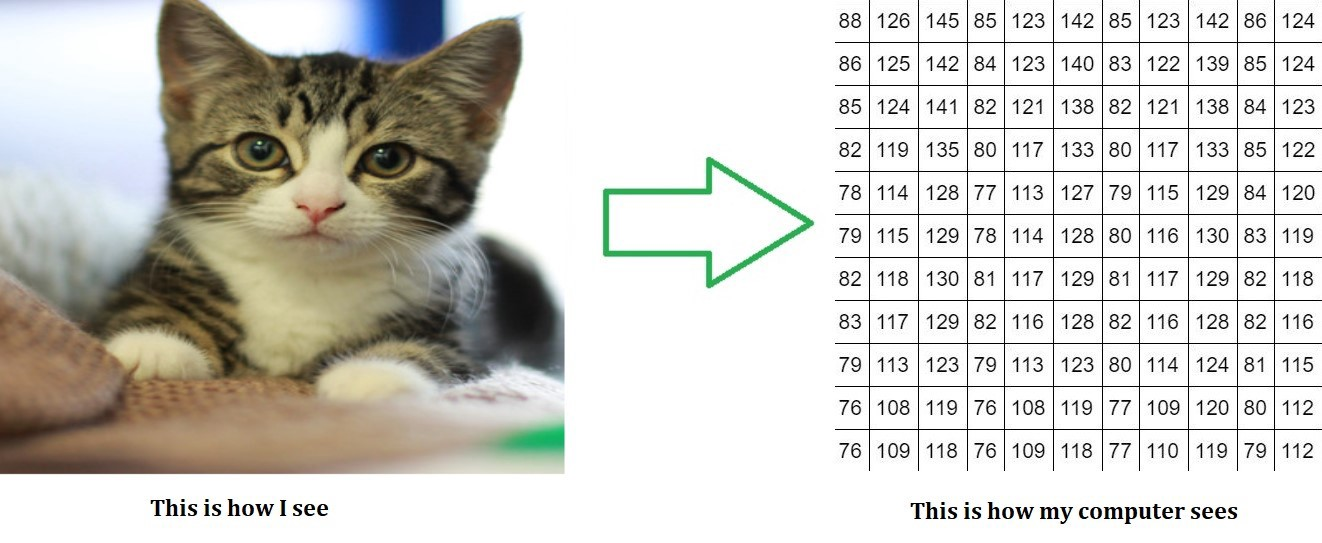 88 126 145 85 123 142 85 123 142 86 124
86 125 142 84 123 140 83 122 139 85 124
85 124 141 82 121 138 82 121 138 84 123
82 119 135 80 117 133 80 117 133 85 122
78 114 128 77 113 127 79 115 129 84 120
79 115 129 78 114 128 80 116 130 83 119
82 118 130 81 117 129 81 117 129 82 118
83 117 129 82 116 128 82 116 128 82 116
79 113 123 79 113 123 80 114 124 81 115
76 108 119 76 108 119 77 109 120 80 112
76 109 118 76 109 118 77 110 119 79 112
This is how I see
This is how my computer sees